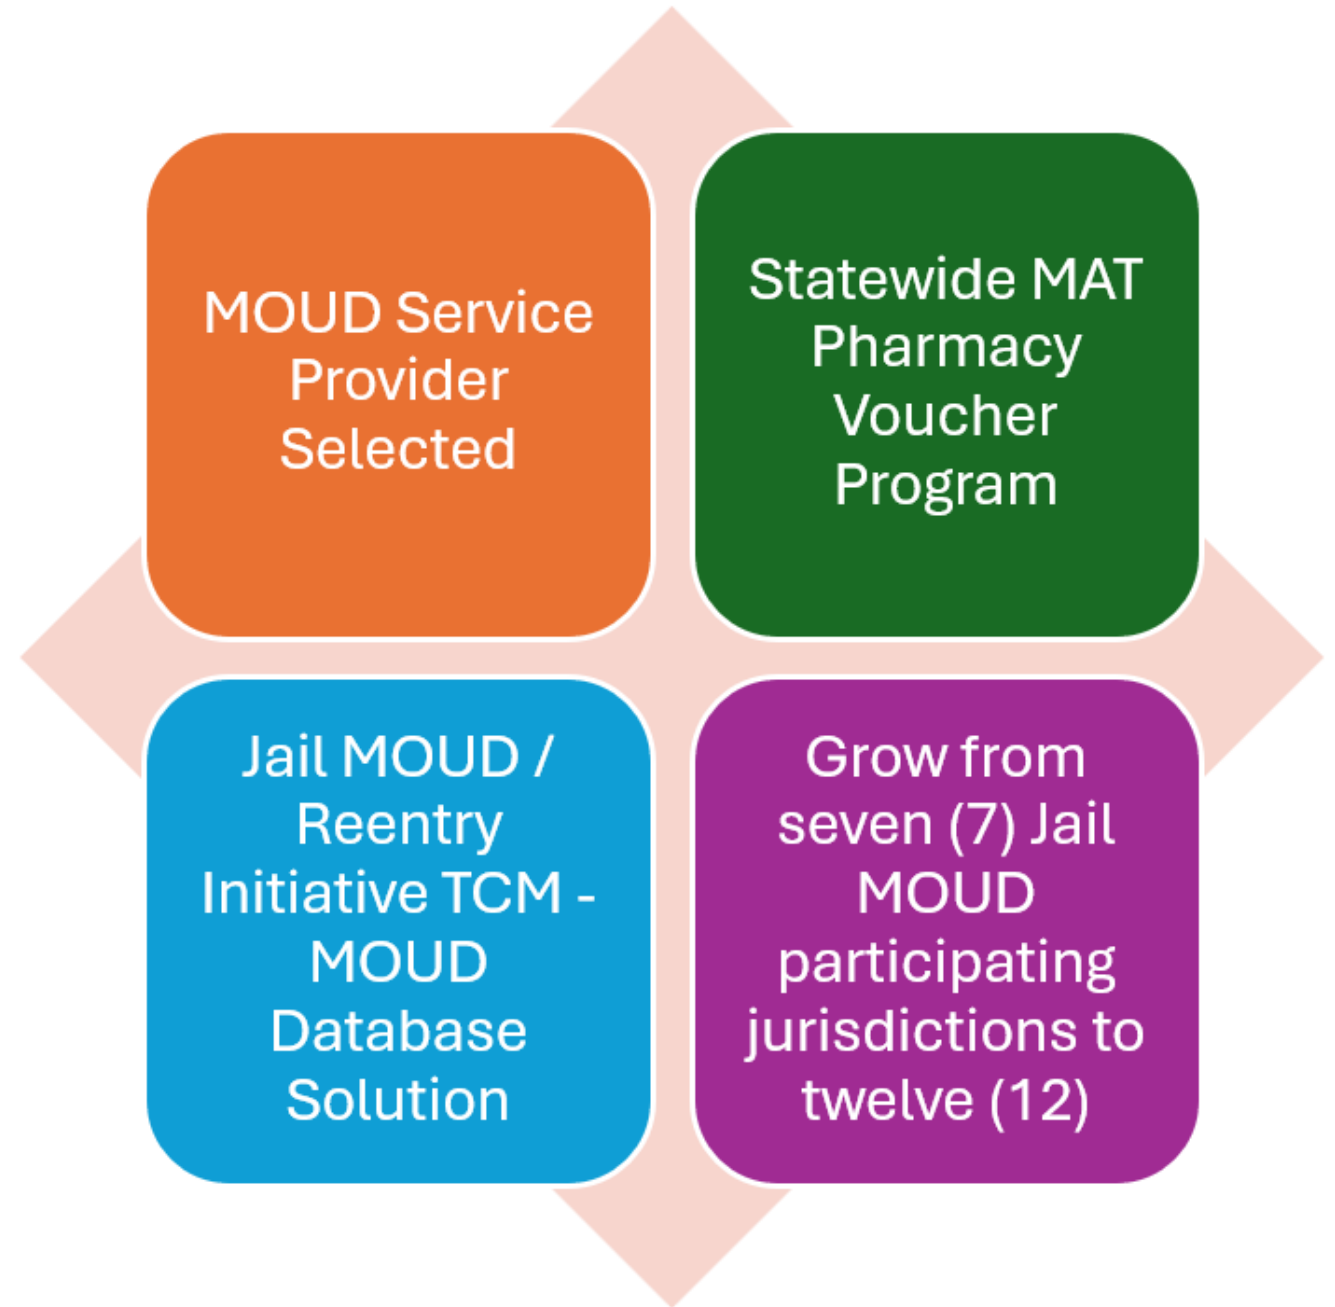 MOUD Service
Provider
Selected
Statewide MAT
Pharmacy
Voucher
Program
Jail MOUD /
Reentry
Initiative TCM -
MOUD
Database
Solution
Grow from
seven (7) Jail
MOUD
participating
jurisdictions to
twelve (12)